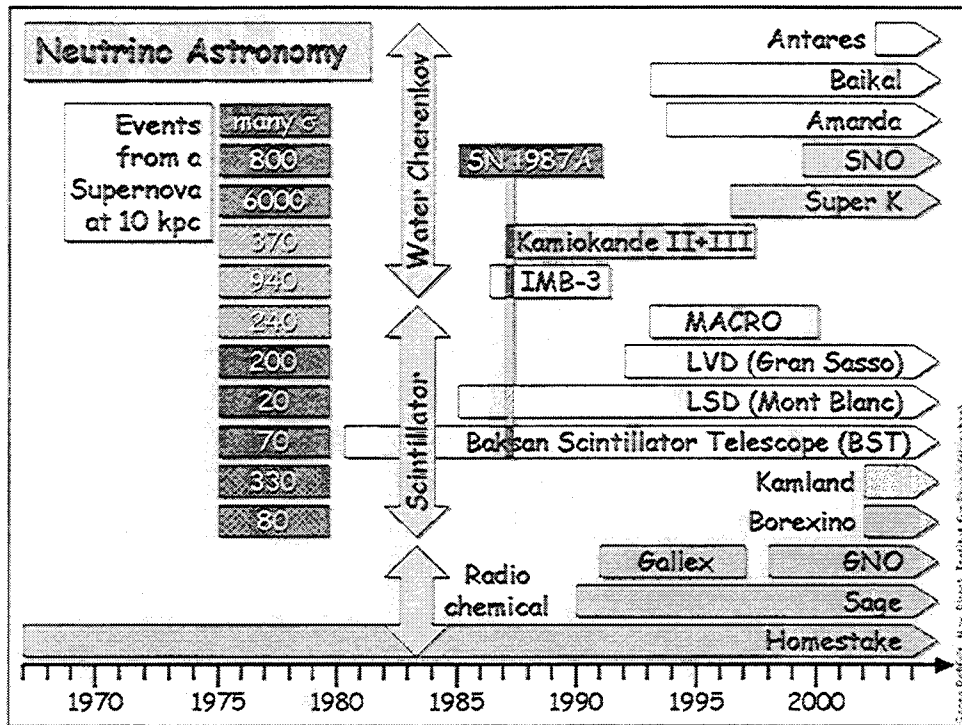 Neutrino Astronomy
Events
from a
Supernova
at 10 kpc
many σ
800
6000
370
940
240
200
20
70
330
80
Water Cherenkov
Scintillator
Radio
chemical
Antares
Baikal
Amanda
SN 1987A
SNO
Super K
Kamiokande II+III
IMB-3
MACRO
LVD (Gran Sasso)
LSD (Mont Blanc)
Baksan Scintillator Telescope (BST)
Kamland
Borexino
Gallex
GNO
Sage
Homestake
1970
1975
1980
1985
1990
1995
2000